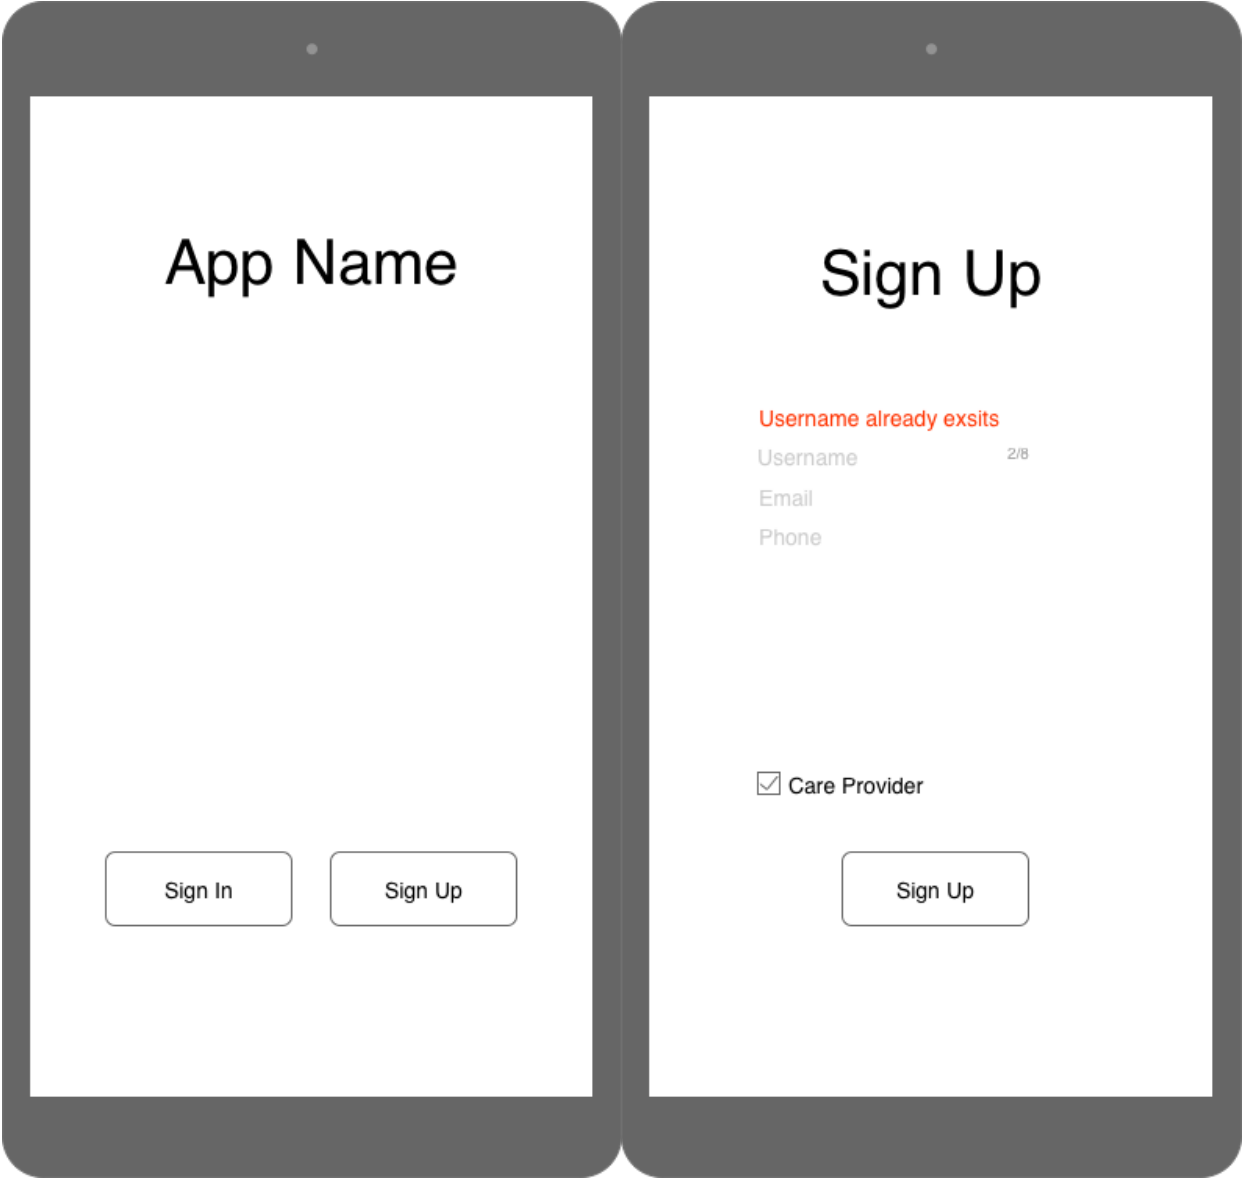 App Name
Sign In
Sign Up
Sign Up
Username already exsits
Username 2/8
Email
Phone
Care Provider
Sign Up